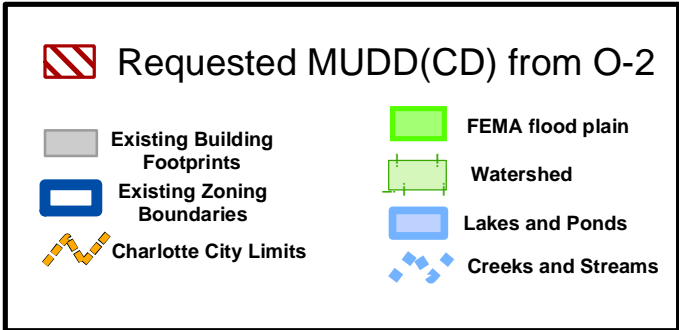 Requested MUDD(CD) from O-2
Existing Building
Footprints
Existing Zoning
Boundaries
Charlotte City Limits
FEMA flood plain
Watershed
Lakes and Ponds
Creeks and Streams